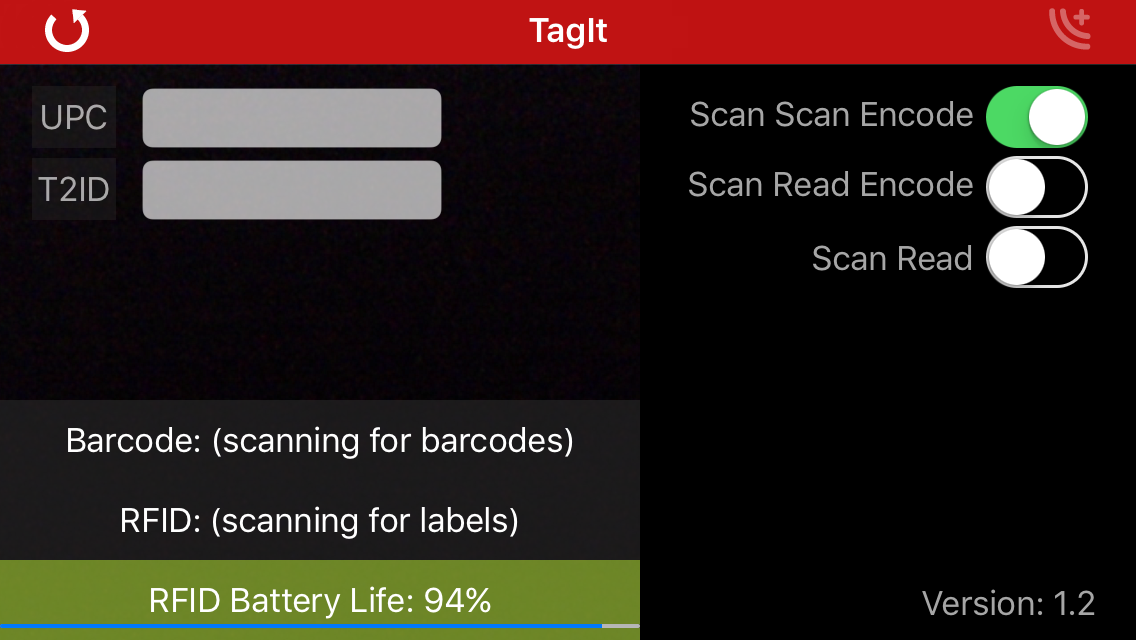 TagIt
UPC
T2ID
Scan Scan Encode
Scan Read Encode
Scan Read
Barcode: (scanning for barcodes)
RFID: (scanning for labels)
RFID Battery Life: 94%
Version: 1.2